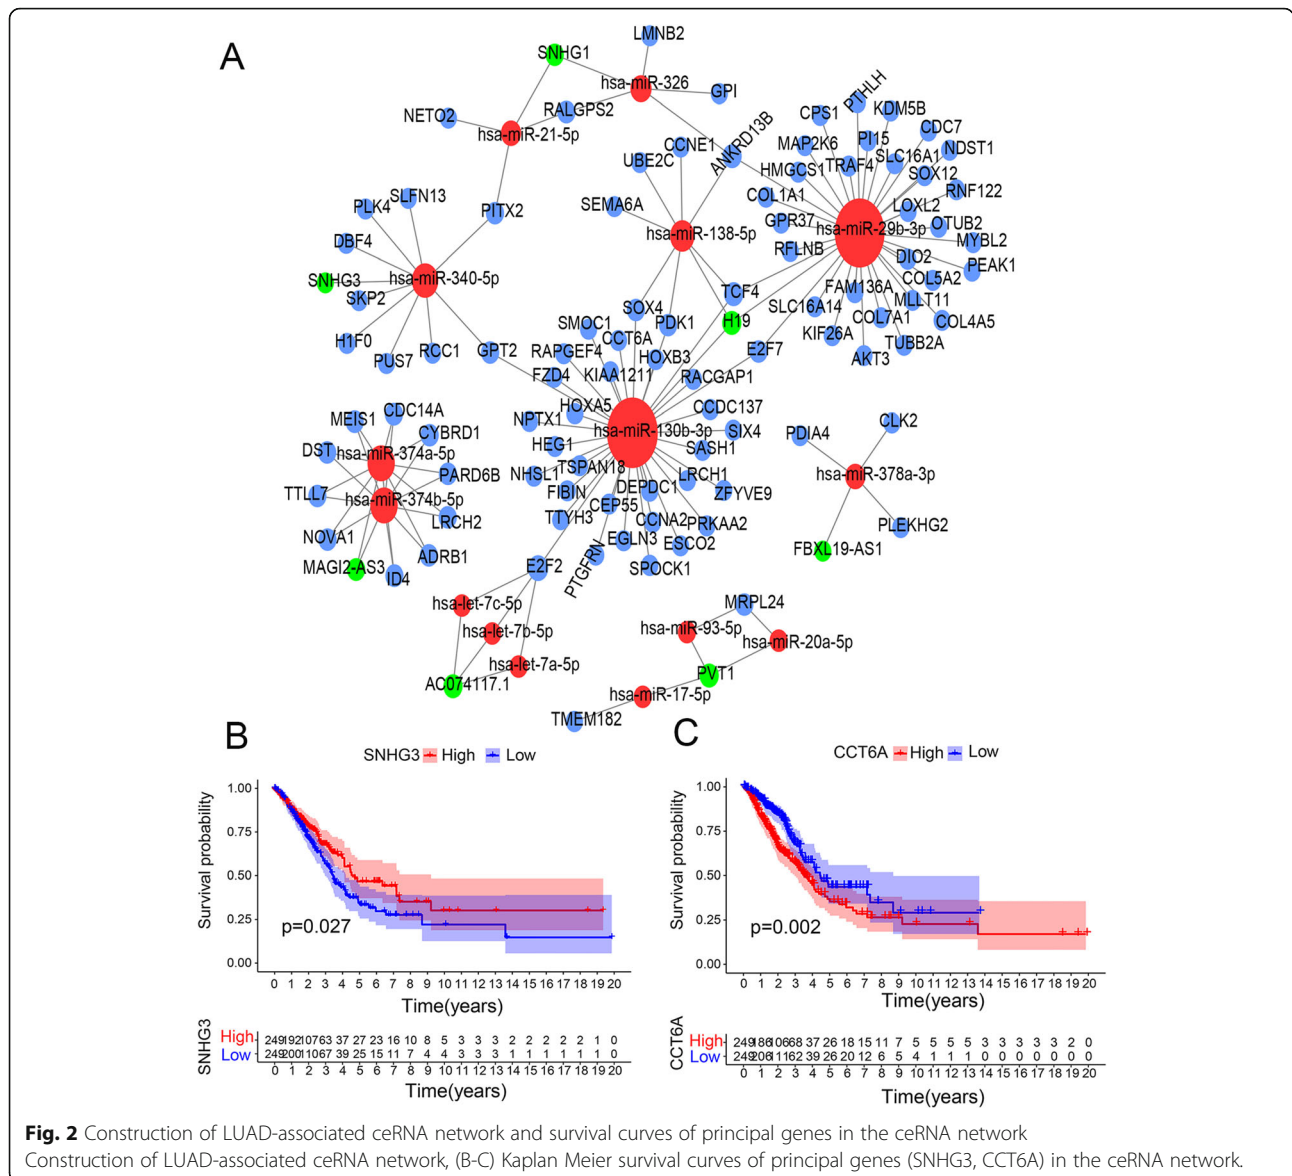 A
LMNB2
SNHG1
hsa-miR-326
GPI
NETO2
RALGPS2
hsa-miR-21-5p
PTHLH
CPS1
KDM5B
CDC7
MAP2K6
PI15
NDST1
SLC16A1
HMGCS1
TRAF4
SOX12
RNF122
COL1A1
LOXL2
GPR37
OTUB2
hsa-miR-29b-3p
MYBL2
RFLNB
DIO2
PEAK1
COL5A2
FAM136A
MLLT11
SLC16A14
COL7A1
COL4A5
KIF26A
TUBB2A
AKT3
CCNE1
ANKRD13B
UBE2C
SEMA6A
hsa-miR-138-5p
TCF4
SOX4
PDK1
H19
E2F7
SLFN13
PLK4
PITX2
DBF4
SNHG3
hsa-miR-340-5p
SKP2
H1F0
PUS7
RCC1
GPT2
SMOC1
CCT6A
RAPGEF4
HOXB3
FZD4
KIAA1211
RACGAP1
HOXA5
CCDC137
NPTX1
hsa-miR-130b-3p
SIX4
HEG1
SASH1
NHSL1
TSPAN18
LRCH1
FIBIN
DEPDC1
ZFYVE9
CEP55
TTYH3
CCNA2
PRKAA2
EGLN3
ESCO2
PTGFRN
SPOCK1
E2F2
MEIS1
CDC14A
CYBRD1
DST
hsa-miR-374a-5p
PARD6B
TTLL7
hsa-miR-374b-5p
LRCH2
NOVA1
ADRB1
MAGI2-AS3
ID4
CLK2
PDIA4
hsa-miR-378a-3p
PLEKHG2
FBXL19-AS1
hsa-let-7c-5p
hsa-let-7b-5p
hsa-let-7a-5p
AC074117.1
MRPL24
hsa-miR-93-5p
hsa-miR-20a-5p
PVT1
hsa-miR-17-5p
TMEM182
B
SNHG3 High Low
Survival probability
1.00
0.75
0.50
0.25
0.00
p=0.027
0 1 2 3 4 5 6 7 8 9 10 11 12 13 14 15 16 17 18 19 20
Time(years)
SNHG3
High 249 192 107 63 37 27 23 16 10 8 5 3 3 3 2 2 2 2 2 1 0
Low 249 200 110 67 39 25 15 11 7 4 4 3 3 3 1 1 1 1 1 1 0
0 1 2 3 4 5 6 7 8 9 10 11 12 13 14 15 16 17 18 19 20
Time(years)
C
CCT6A High Low
Survival probability
1.00
0.75
0.50
0.25
0.00
p=0.002
0 1 2 3 4 5 6 7 8 9 10 11 12 13 14 15 16 17 18 19 20
Time(years)
CCT6A
High 249 186 106 68 37 26 18 15 11 7 5 5 5 5 3 3 3 3 3 2 0
Low 249 206 111 62 39 26 20 12 6 5 4 1 1 1 0 0 0 0 0 0 0
0 1 2 3 4 5 6 7 8 9 10 11 12 13 14 15 16 17 18 19 20
Time(years)
Fig. 2 Construction of LUAD-associated ceRNA network and survival curves of principal genes in the ceRNA network
Construction of LUAD-associated ceRNA network, (B-C) Kaplan Meier survival curves of principal genes (SNHG3, CCT6A) in the ceRNA network.